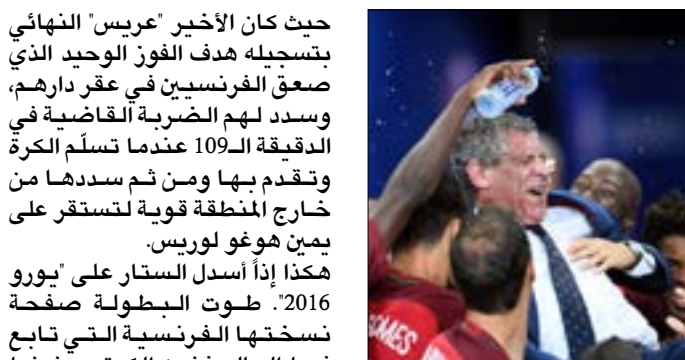 حيث كان الأخير "عريس" النهائي
بتسجيله هدف الفوز الوحيد الذي
صعق الفرنسيين في عقر دارهم،
وسدد لهم الضربة القاضية في
الدقيقة الـ109 عندما تسلّم الكرة
وتقدم بها ومن ثم سددها من
خارج المنطقة قوية لتستقر على
يمين هوغو لوريس.
هكذا إذاً أسدل الستار على "يورو
2016". طوت البطولة صفحة
نسختها الفرنسية التي تابع
GOMES